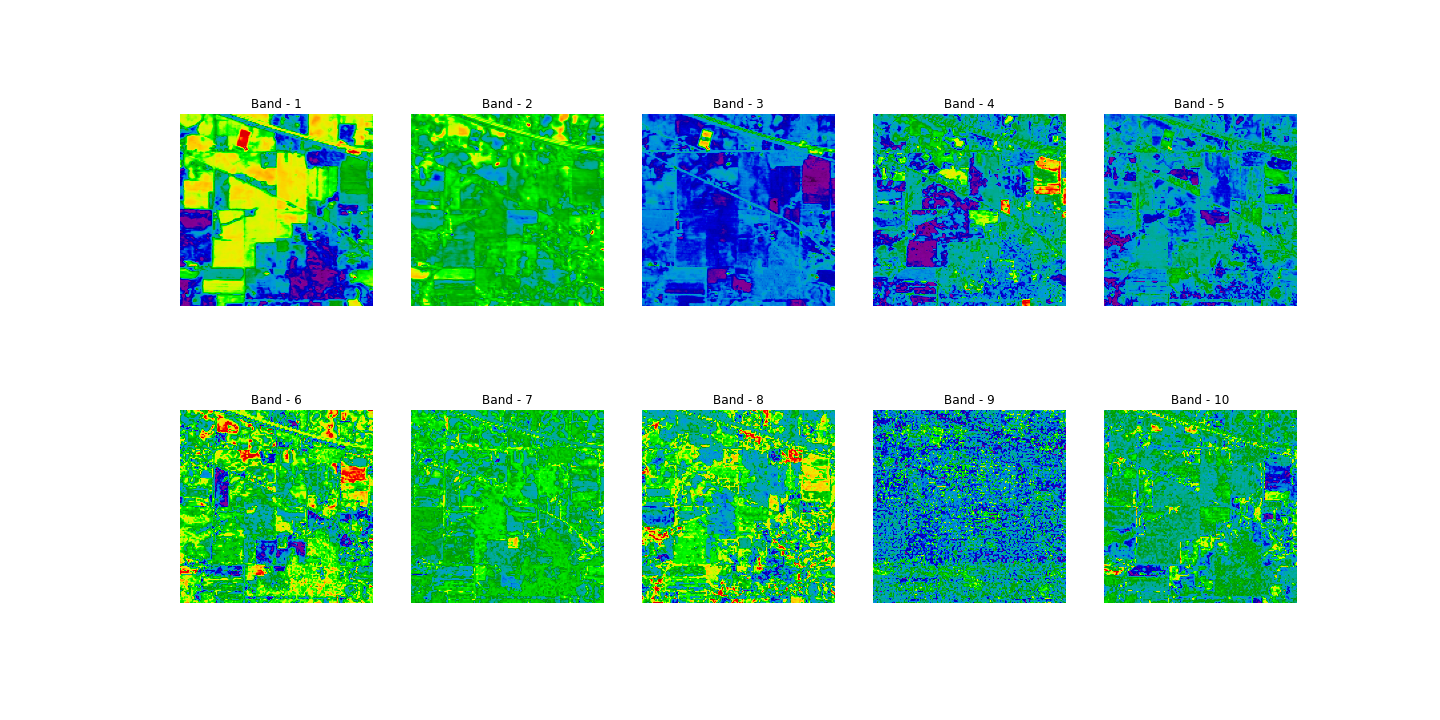 Band - 1
Band - 2
Band - 3
Band - 4
Band - 5
Band - 6
Band - 7
Band - 8
Band - 9
Band - 10